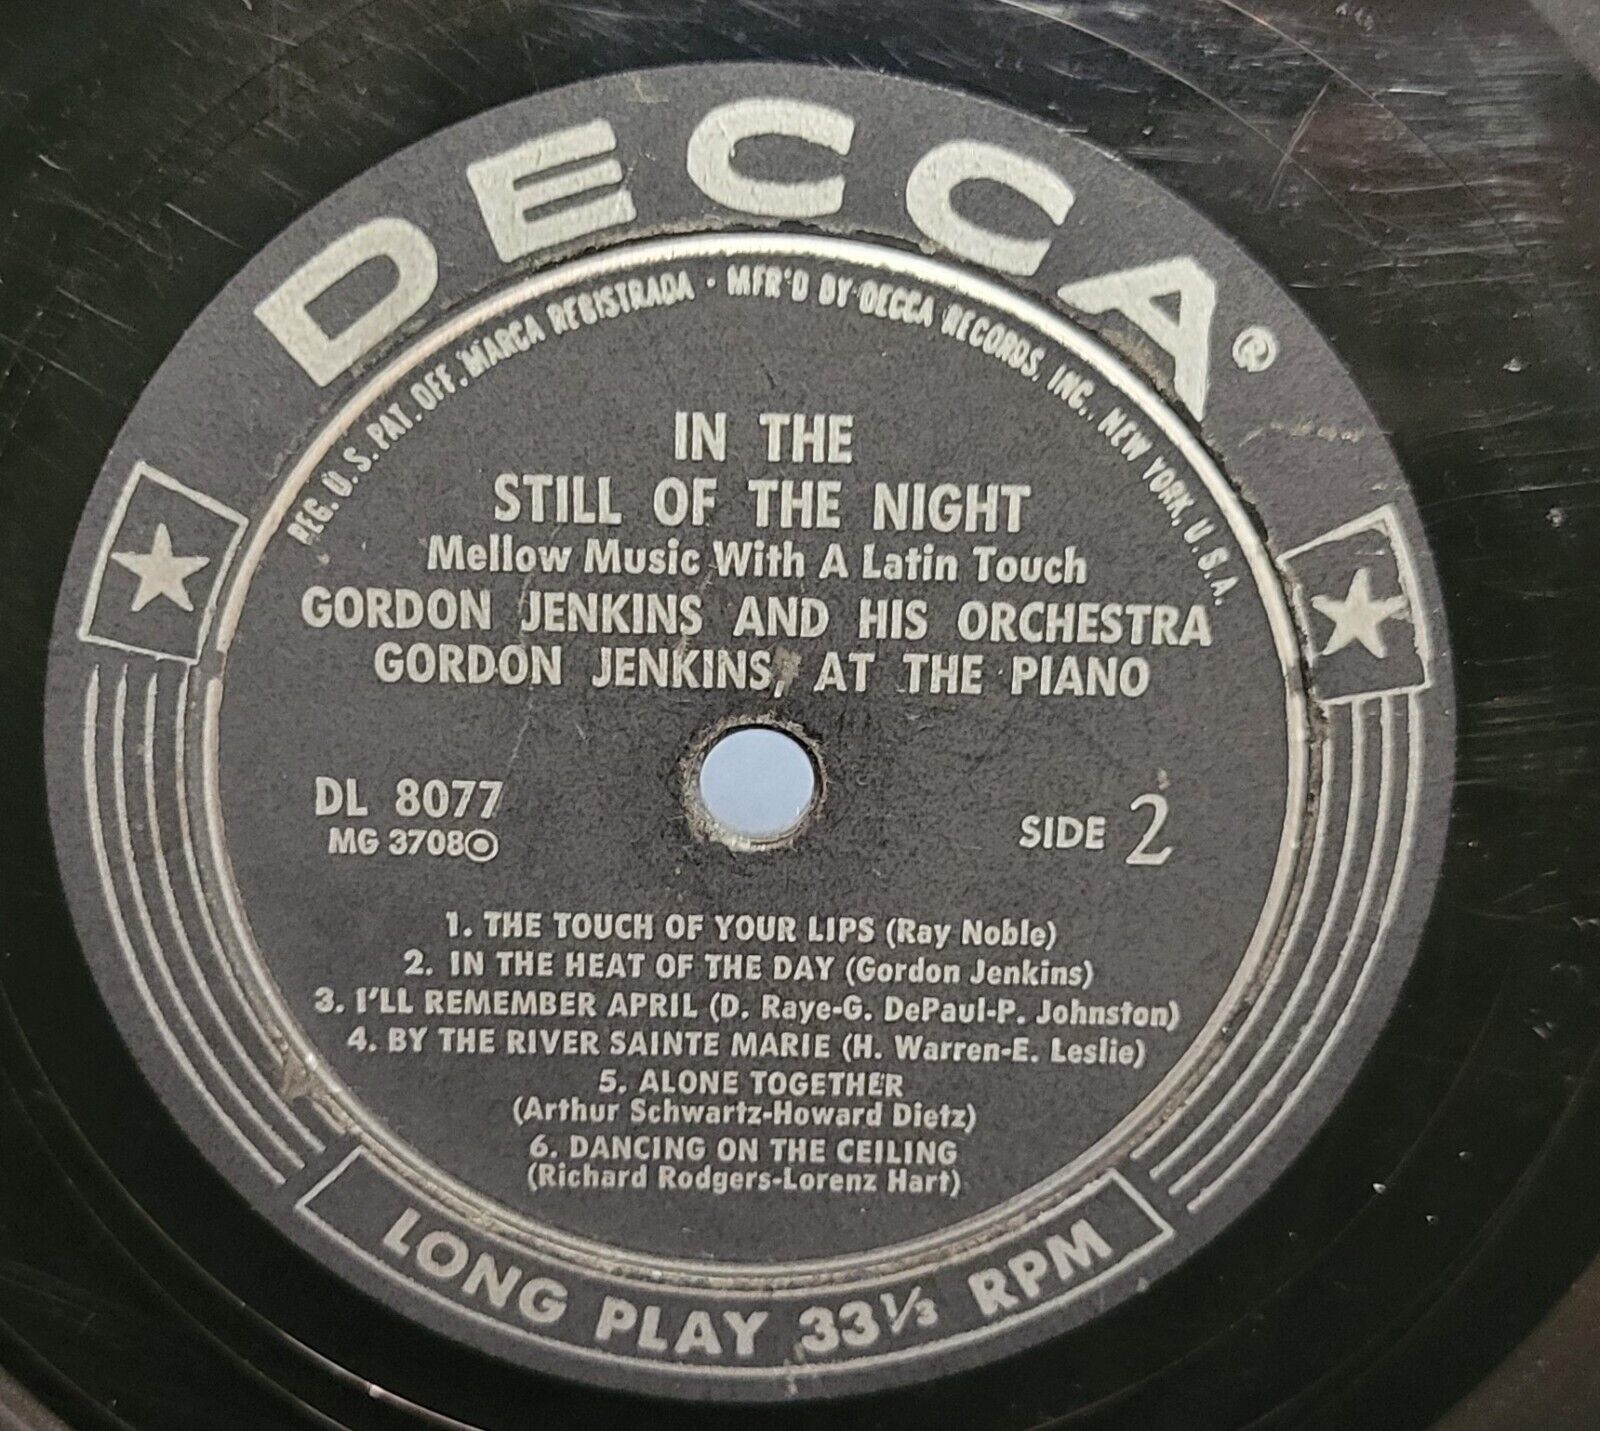 DECCA®
REG. U.S. PAT. OFF. MARCA REGISTRADA · MFR'D BY DECCA RECORDS, INC., NEW YORK, U.S.A.
IN THE
STILL OF THE NIGHT
Mellow Music With A Latin Touch
GORDON JENKINS AND HIS ORCHESTRA
GORDON JENKINS, AT THE PIANO
DL 8077
MG 3708
SIDE 2
1. THE TOUCH OF YOUR LIPS (Ray Noble)
2. IN THE HEAT OF THE DAY (Gordon Jenkins)
3. I'LL REMEMBER APRIL (D. Raye-G. DePaul-P. Johnston)
4. BY THE RIVER SAINTE MARIE (H. Warren-E. Leslie)
5. ALONE TOGETHER
(Arthur Schwartz-Howard Dietz)
6. DANCING ON THE CEILING
(Richard Rodgers-Lorenz Hart)
LONG PLAY 33⅓ RPM